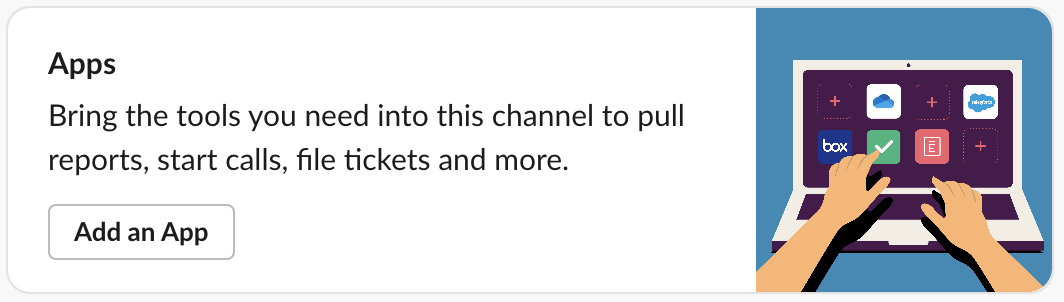 Apps
Bring the tools you need into this channel to pull
reports, start calls, file tickets and more.
Add an App
salesforce
box
E